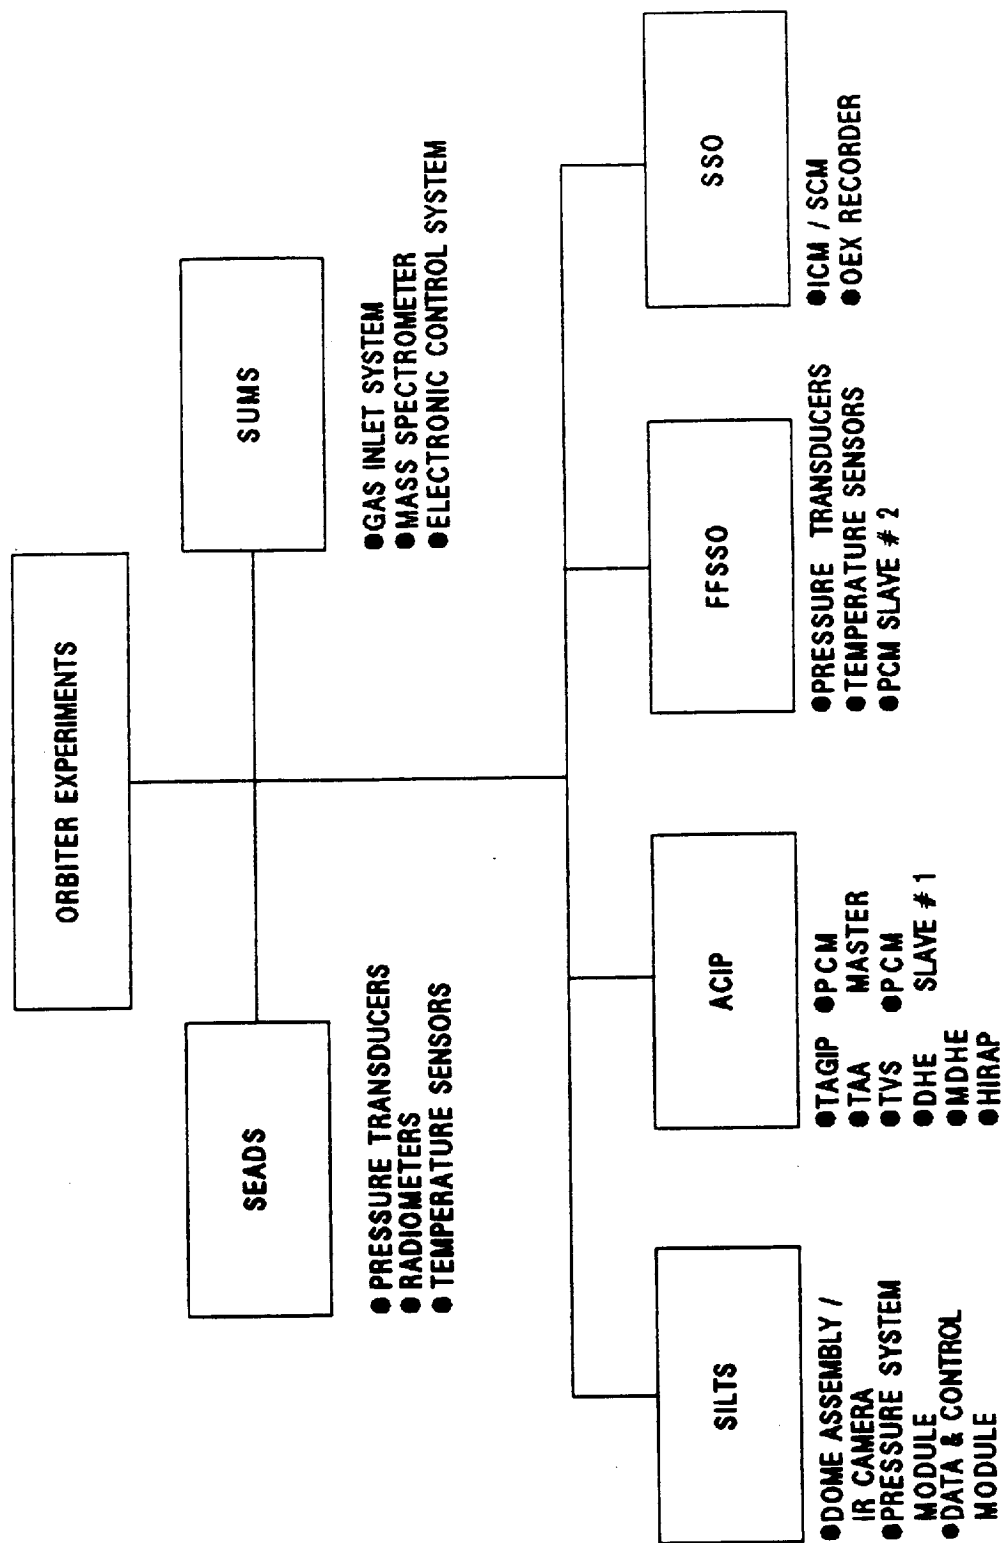 ORBITER EXPERIMENTS
SEADS
●PRESSURE TRANSDUCERS
●RADIOMETERS
●TEMPERATURE SENSORS
SUMS
●GAS INLET SYSTEM
●MASS SPECTROMETER
●ELECTRONIC CONTROL SYSTEM
SILTS
●DOME ASSEMBLY /
IR CAMERA
●PRESSURE SYSTEM
MODULE
●DATA & CONTROL
MODULE
ACIP
●TAGIP
●TAA
●TVS
●DHE
●MDHE
●HIRAP
●PCM
MASTER
●PCM
SLAVE #1
FFSSO
●PRESSURE TRANSDUCERS
●TEMPERATURE SENSORS
●PCM SLAVE #2
SSO
●ICM / SCM
●OEX RECORDER